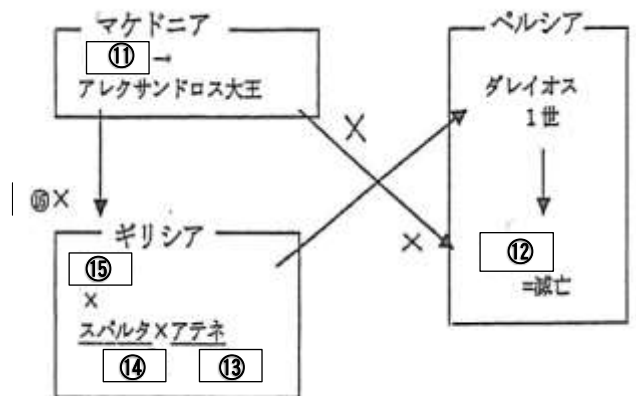 マケドニア
⑪→
アレクサンドロス大王
ペルシア
ダレイオス
1世
⑫
=滅亡
×
×
⑯×
ギリシア
⑮
×
スパルタ×アテネ
⑭ ⑬